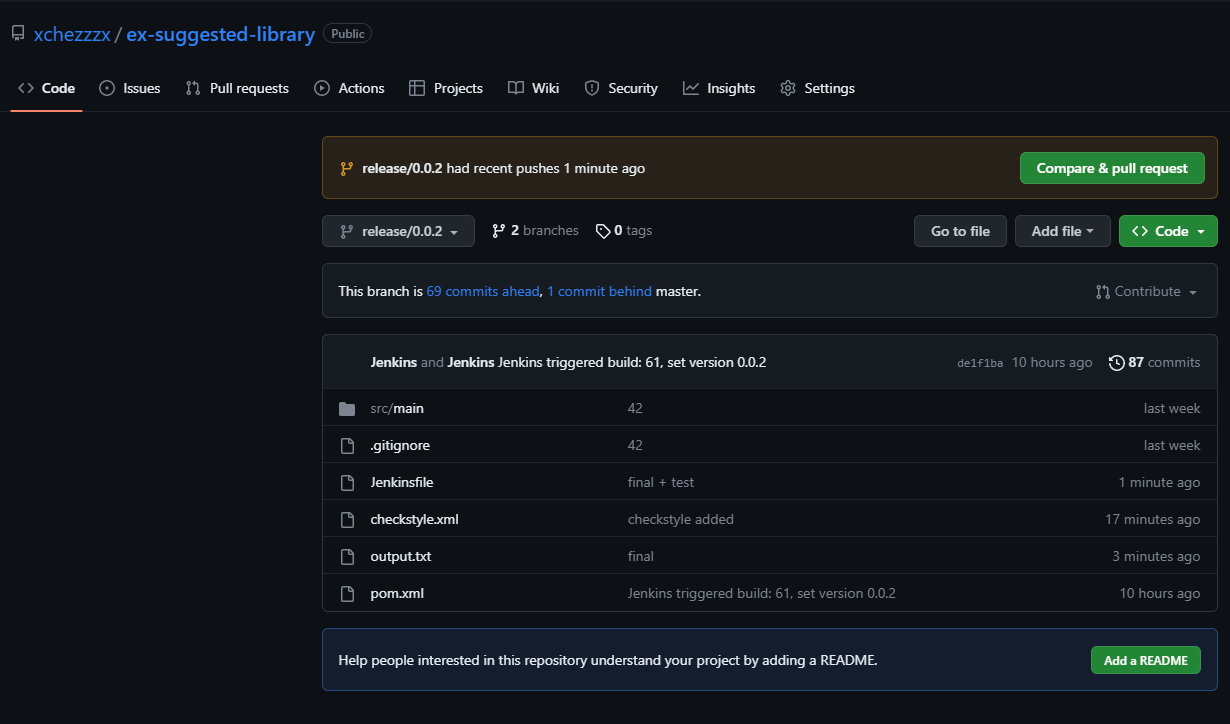 xchezzzx / ex-suggested-library Public
Code Issues Pull requests Actions Projects Wiki Security Insights Settings
release/0.0.2 had recent pushes 1 minute ago Compare & pull request
release/0.0.2 2 branches 0 tags Go to file Add file Code
This branch is 69 commits ahead, 1 commit behind master. Contribute
Jenkins and Jenkins Jenkins triggered build: 61, set version 0.0.2 de1f1ba 10 hours ago 87 commits
src/main 42 last week
.gitignore 42 last week
Jenkinsfile final + test 1 minute ago
checkstyle.xml checkstyle added 17 minutes ago
output.txt final 3 minutes ago
pom.xml Jenkins triggered build: 61, set version 0.0.2 10 hours ago
Help people interested in this repository understand your project by adding a README. Add a README